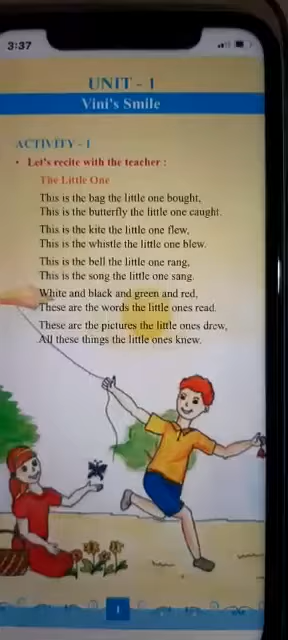 3:37
UNIT - 1
Vini's Smile
ACTIVITY - I
• Let's recite with the teacher :
The Little One
This is the bag the little one bought,
This is the butterfly the little one caught.
This is the kite the little one flew,
This is the whistle the little one blew.
This is the bell the little one rang,
This is the song the little one sang.
White and black and green and red,
These are the words the little ones read.
These are the pictures the little ones drew,
All these things the little ones knew.
1